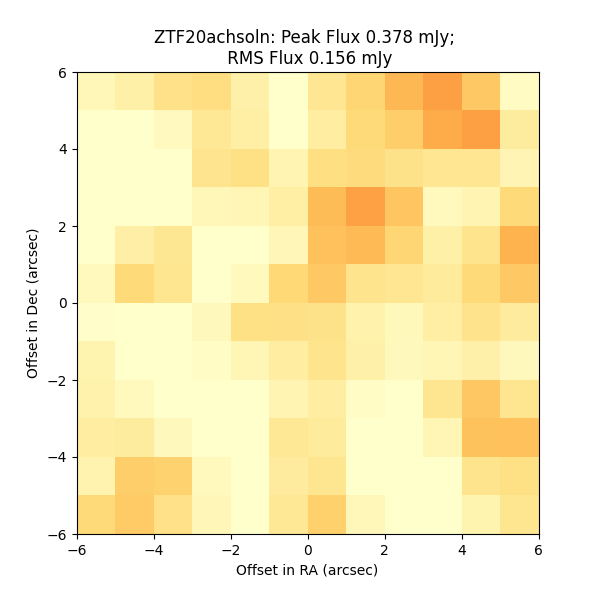 ZTF20achsoln: Peak Flux 0.378 mJy;
RMS Flux 0.156 mJy
6
4
2
0
−2
−4
−6
Offset in Dec (arcsec)
−6 −4 −2 0 2 4 6
Offset in RA (arcsec)